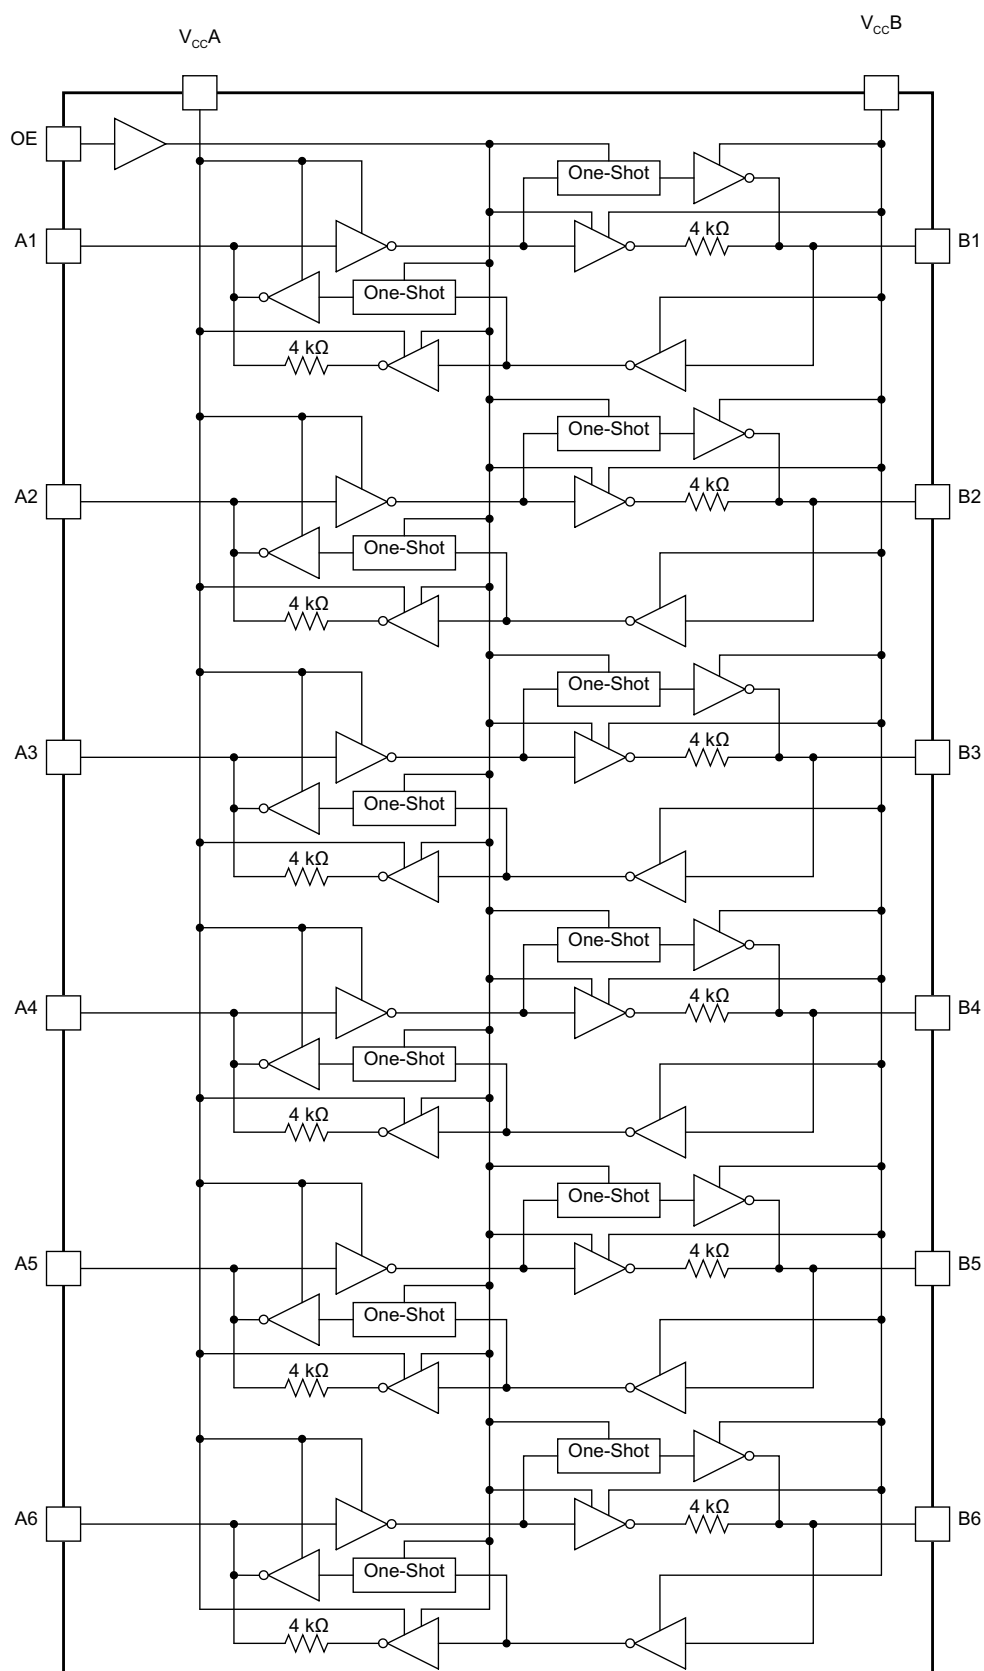 VCCA
VCCB
OE
One-Shot
4 kΩ
A1
B1
One-Shot
4 kΩ
One-Shot
4 kΩ
A2
B2
One-Shot
4 kΩ
One-Shot
4 kΩ
A3
B3
One-Shot
4 kΩ
One-Shot
4 kΩ
A4
B4
One-Shot
4 kΩ
One-Shot
4 kΩ
A5
B5
One-Shot
4 kΩ
One-Shot
4 kΩ
A6
B6
One-Shot
4 kΩ